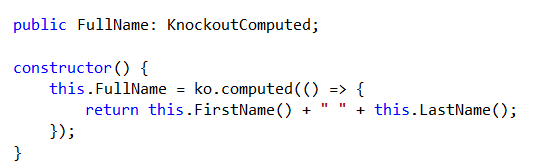 public FullName: KnockoutComputed;
constructor() {
this.FullName = ko.computed(() => {
return this.FirstName() + " " + this.LastName();
});
}